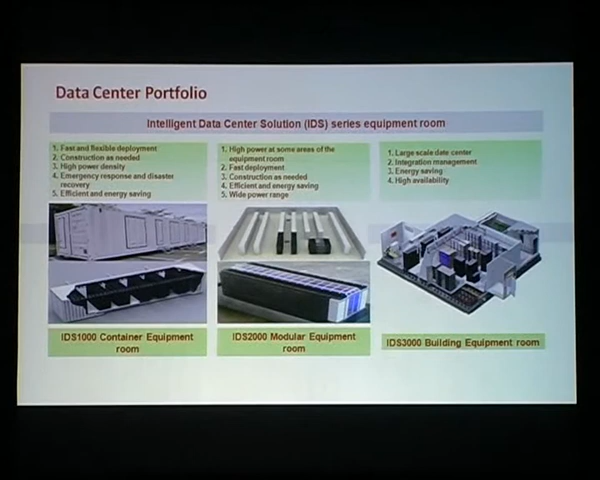 Data Center Portfolio
Intelligent Data Center Solution (IDS) series equipment room
1. Fast and flexible deployment
2. Construction as needed
3. High power density
4. Emergency response and disaster
recovery
5. Efficient and energy saving
1. High power at some areas of the
equipment room
2. Fast deployment
3. Construction as needed
4. Efficient and energy saving
5. Wide power range
1. Large scale date center
2. Integration management
3. Energy saving
4. High availability
IDS1000 Container Equipment
room
IDS2000 Modular Equipment
room
IDS3000 Building Equipment room